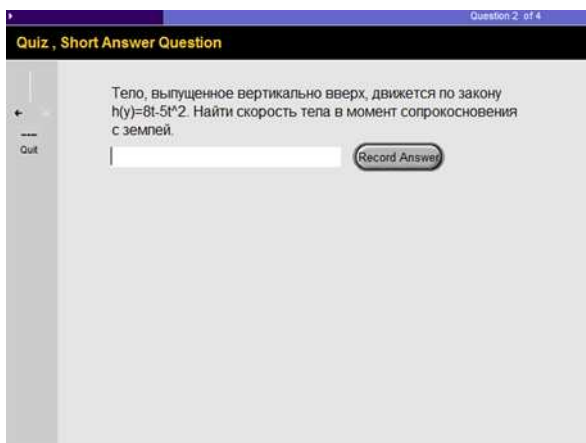 Question 2 of 4
Quiz , Short Answer Question
Тело, выпущенное вертикально вверх, движется по закону
h(y)=8t-5t^2. Найти скорость тела в момент сопрокосновения
с землей.
Record Answer
Quit